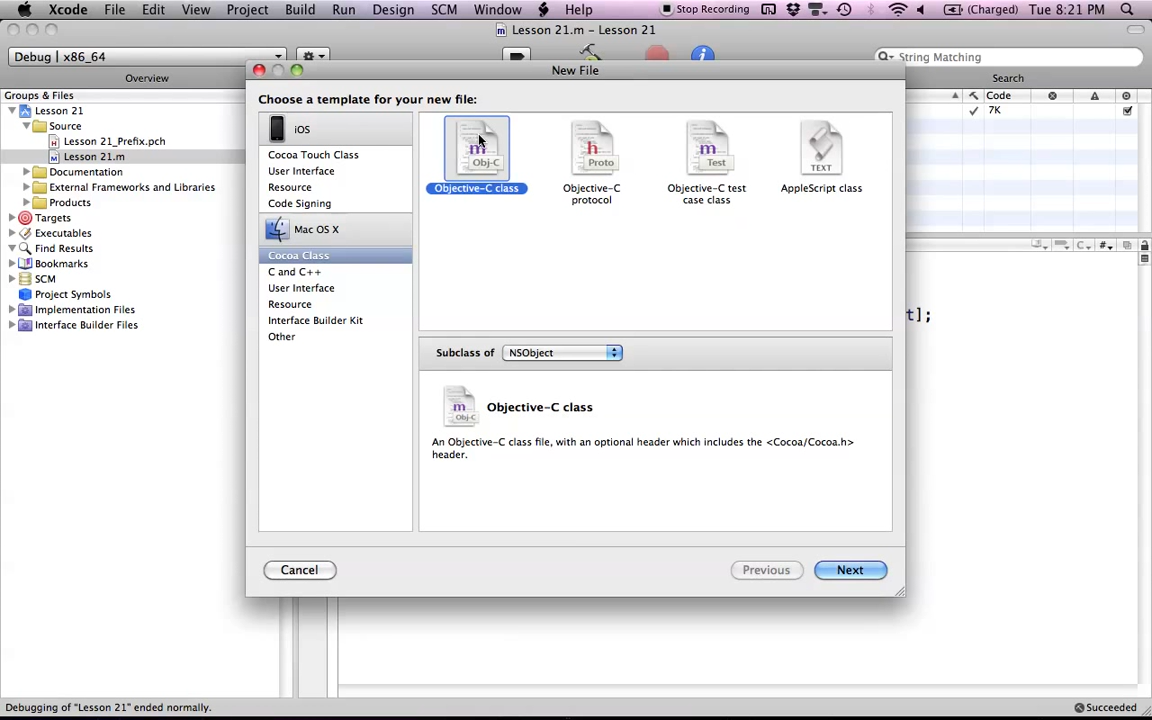 Xcode File Edit View Project Build Run Design SCM Window Help Stop Recording (Charged) Tue 8:21 PM
Lesson 21.m – Lesson 21
Debug | x86_64
String Matching
Overview
Search
Groups & Files
Code
Lesson 21
7K
Source
Lesson 21_Prefix.pch
Lesson 21.m
Documentation
External Frameworks and Libraries
Products
Targets
Executables
Find Results
Bookmarks
SCM
Project Symbols
Implementation Files
Interface Builder Files
New File
Choose a template for your new file:
iOS
Cocoa Touch Class
User Interface
Resource
Code Signing
Mac OS X
Cocoa Class
C and C++
User Interface
Resource
Interface Builder Kit
Other
m
Obj-C
h
Proto
m
Test
TEXT
Objective-C class
Objective-C
protocol
Objective-C test
case class
AppleScript class
C
#
t];
Subclass of NSObject
m
Obj-C
Objective-C class
An Objective-C class file, with an optional header which includes the <Cocoa/Cocoa.h>
header.
Cancel
Previous
Next
Debugging of "Lesson 21" ended normally.
Succeeded